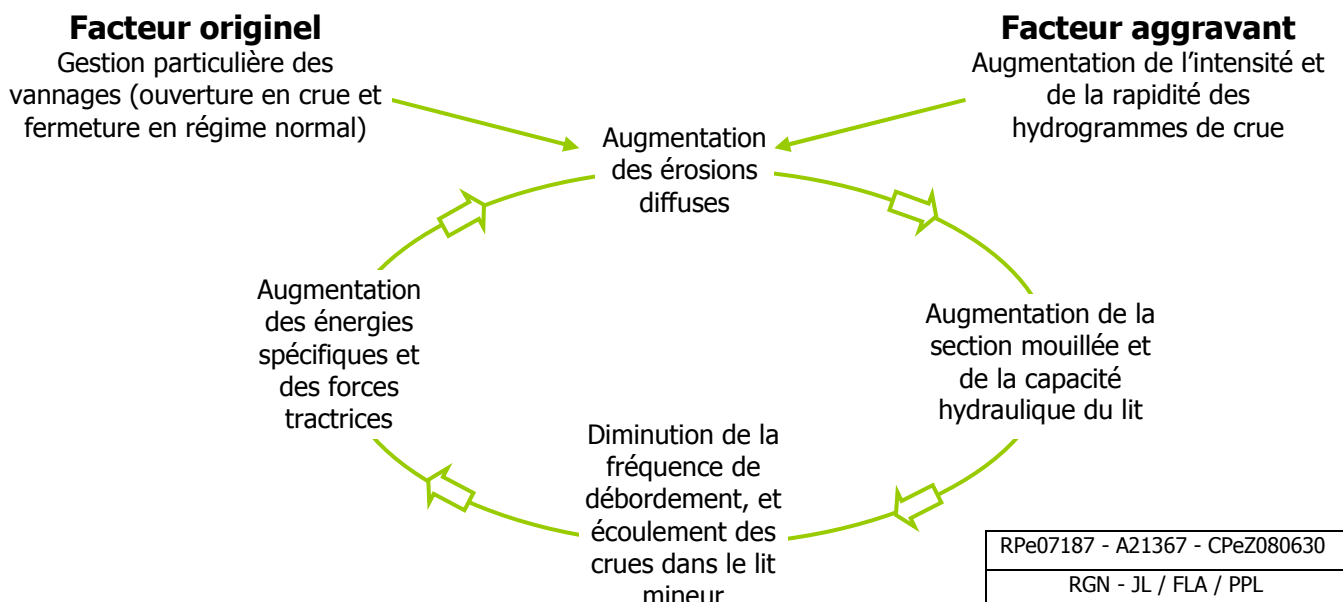 Facteur originel
Gestion particulière des
vannages (ouverture en crue et
fermeture en régime normal)
Facteur aggravant
Augmentation de l’intensité et
de la rapidité des
hydrogrammes de crue
Augmentation
des érosions
diffuses
Augmentation de la
section mouillée et
de la capacité
hydraulique du lit
Diminution de la
fréquence de
débordement, et
écoulement des
crues dans le lit
mineur
Augmentation
des énergies
spécifiques et
des forces
tractrices
RPe07187 - A21367 - CPeZ080630
RGN - JL / FLA / PPL